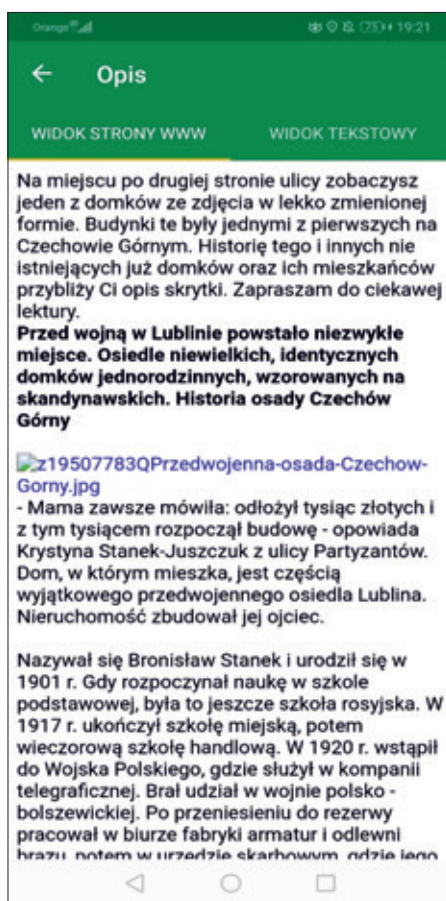 Orange
75 19:21
← Opis
WIDOK STRONY WWW WIDOK TEKSTOWY
Na miejscu po drugiej stronie ulicy zobaczysz
jeden z domków ze zdjęcia w lekko zmienionej
formie. Budynki te były jednymi z pierwszych na
Czechowie Górnym. Historię tego i innych nie
istniejących już domków oraz ich mieszkańców
przybliży Ci opis skrytki. Zapraszam do ciekawej
lektury.
Przed wojną w Lublinie powstało niezwykłe
miejsce. Osiedle niewielkich, identycznych
domków jednorodzinnych, wzorowanych na
skandynawskich. Historia osady Czechów
Górny
z19507783QPrzedwojenna-osada-Czechow-
Gorny.jpg
- Mama zawsze mówiła: odłożył tysiąc złotych i
z tym tysiącem rozpoczął budowę - opowiada
Krystyna Stanek-Juszczuk z ulicy Partyzantów.
Dom, w którym mieszka, jest częścią
wyjątkowego przedwojennego osiedla Lublina.
Nieruchomość zbudował jej ojciec.
Nazywał się Bronisław Stanek i urodził się w
1901 r. Gdy rozpoczynał naukę w szkole
podstawowej, była to jeszcze szkoła rosyjska. W
1917 r. ukończył szkołę miejską, potem
wieczorową szkołę handlową. W 1920 r. wstąpił
do Wojska Polskiego, gdzie służył w kompanii
telegraficznej. Brał udział w wojnie polsko -
bolszewickiej. Po przeniesieniu do rezerwy
pracował w biurze fabryki armatur i odlewni
brązu, potem w urzędzie skarbowym, gdzie jego